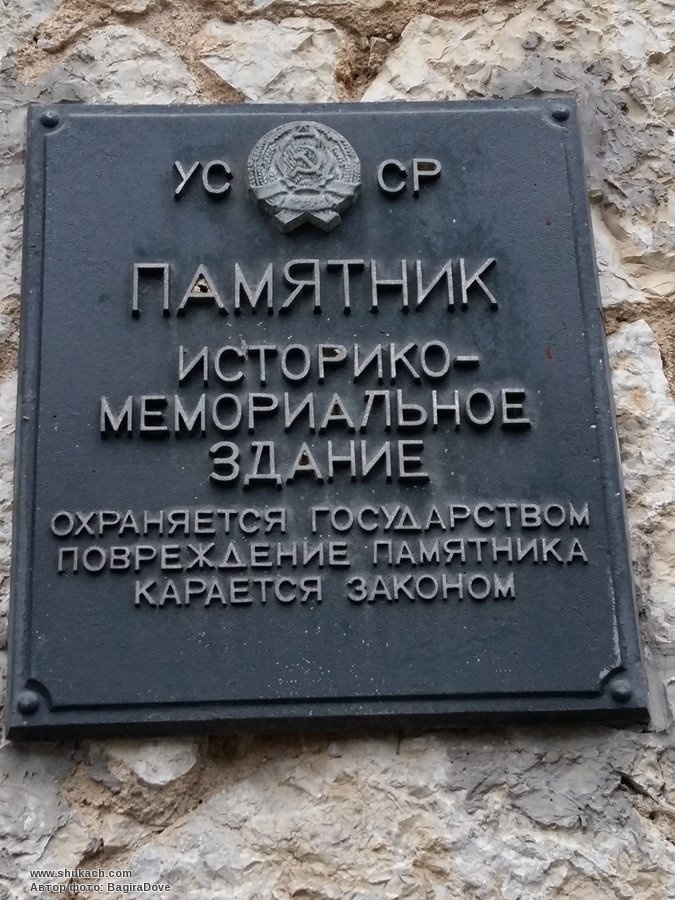 УС СР
ПАМЯТНИК
ИСТОРИКО-
МЕМОРИАЛЬНОЕ
ЗДАНИЕ
ОХРАНЯЕТСЯ ГОСУДАРСТВОМ
ПОВРЕЖДЕНИЕ ПАМЯТНИКА
КАРАЕТСЯ ЗАКОНОМ
www.shukach.com
Автор фото: BagiraDove